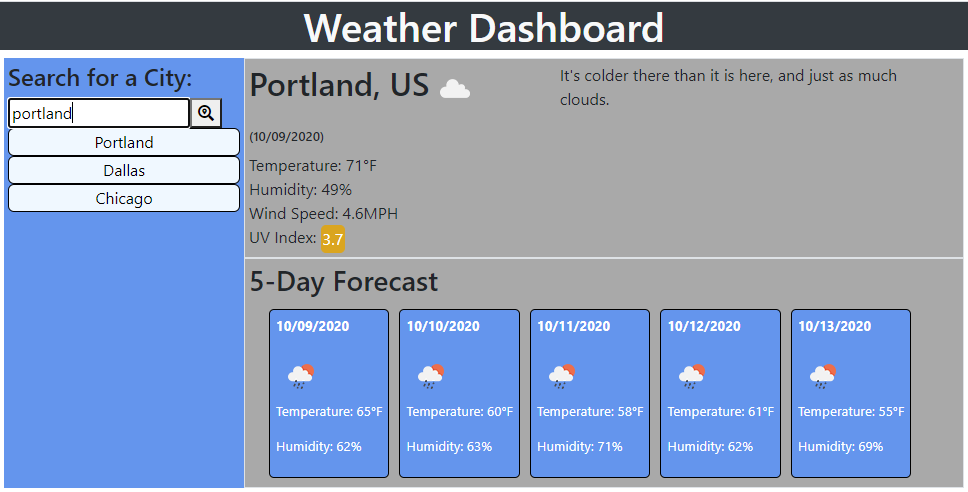 Weather Dashboard
Search for a City:
portland
Portland
Dallas
Chicago
Portland, US
(10/09/2020)
Temperature: 71°F
Humidity: 49%
Wind Speed: 4.6MPH
UV Index: 3.7
It's colder there than it is here, and just as much
clouds.
5-Day Forecast
10/09/2020
Temperature: 65°F
Humidity: 62%
10/10/2020
Temperature: 60°F
Humidity: 63%
10/11/2020
Temperature: 58°F
Humidity: 71%
10/12/2020
Temperature: 61°F
Humidity: 62%
10/13/2020
Temperature: 55°F
Humidity: 69%